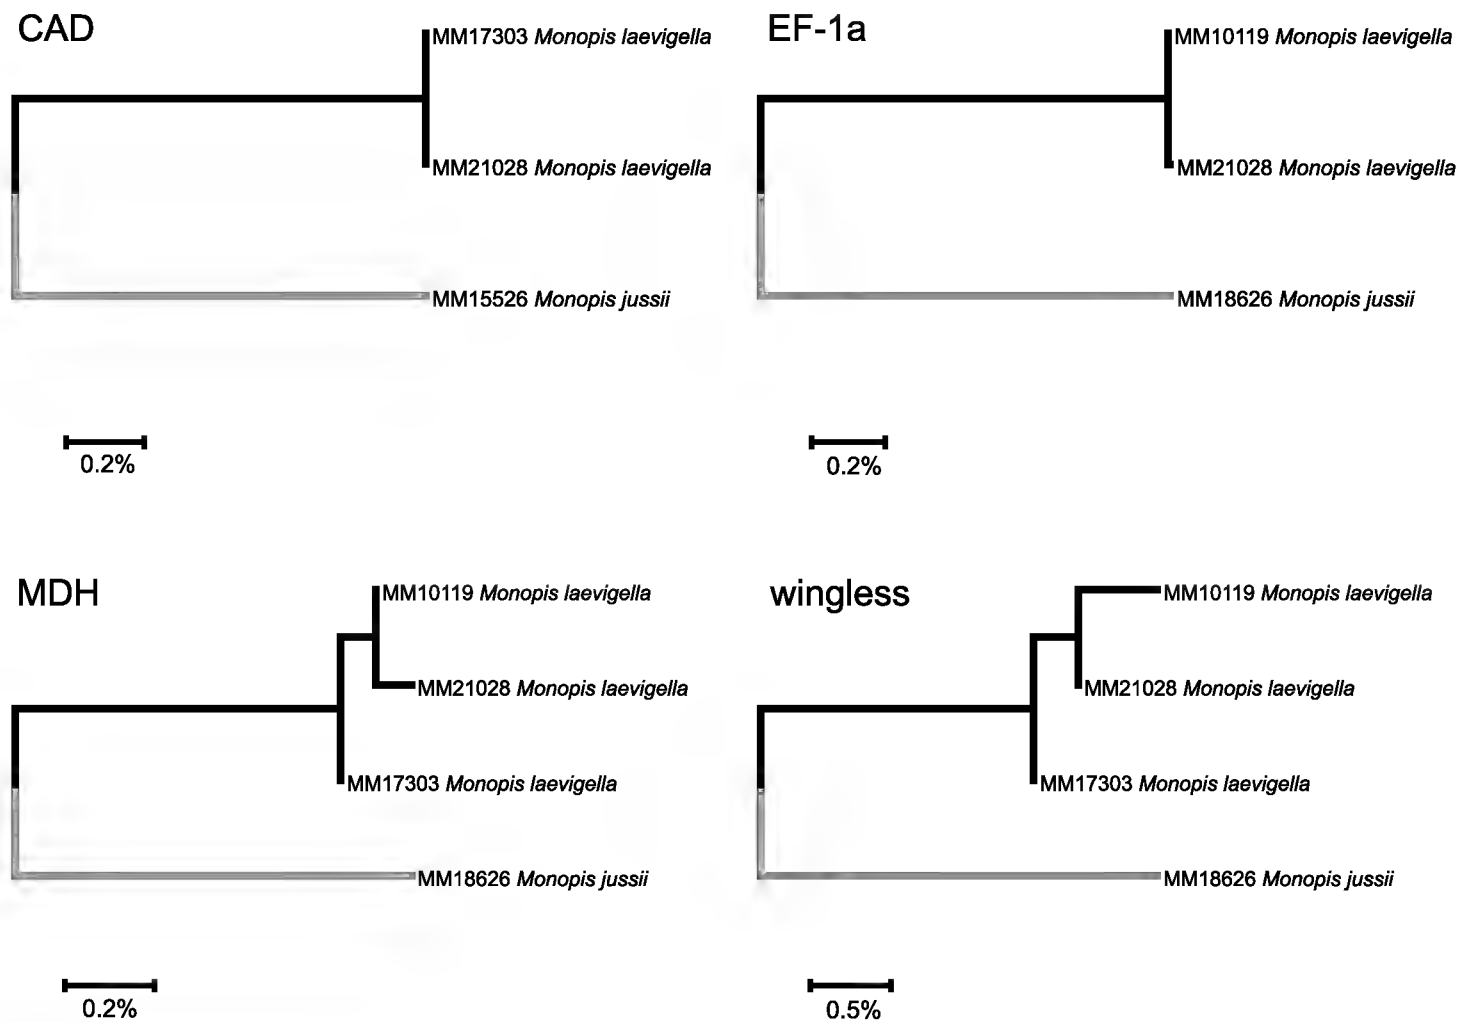 CAD
MM17303 Monopis laevigella
MM21028 Monopis laevigella
MM15526 Monopis jussii
0.2%
EF-1a
MM10119 Monopis laevigella
MM21028 Monopis laevigella
MM18626 Monopis jussii
0.2%
MDH
MM10119 Monopis laevigella
MM21028 Monopis laevigella
MM17303 Monopis laevigella
MM18626 Monopis jussii
0.2%
wingless
MM10119 Monopis laevigella
MM21028 Monopis laevigella
MM17303 Monopis laevigella
MM18626 Monopis jussii
0.5%